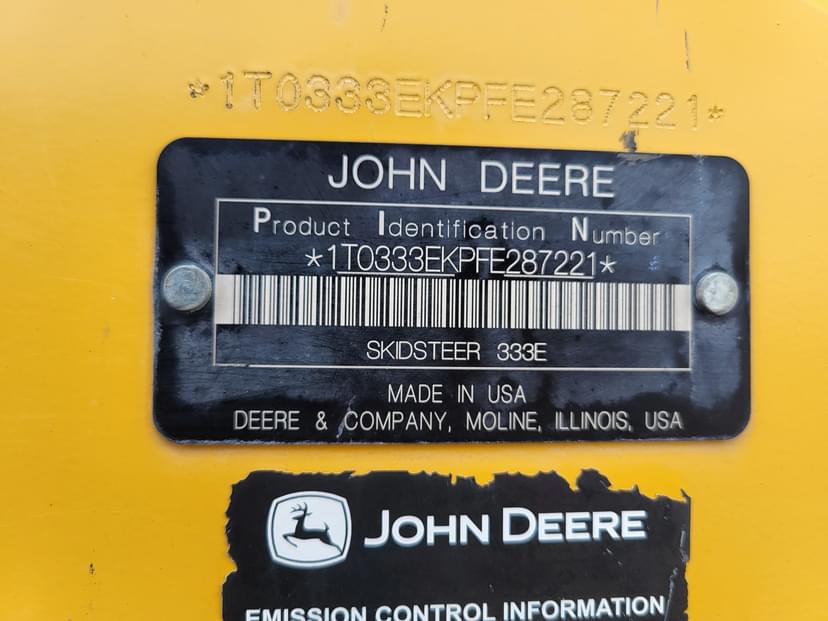 *1T0333EKPFE287221*
JOHN DEERE
Product Identification Number
*1T0333EKPFE287221*
SKIDSTEER 333E
MADE IN USA
DEERE & COMPANY, MOLINE, ILLINOIS, USA
JOHN DEERE
EMISSION CONTROL INFORMATION